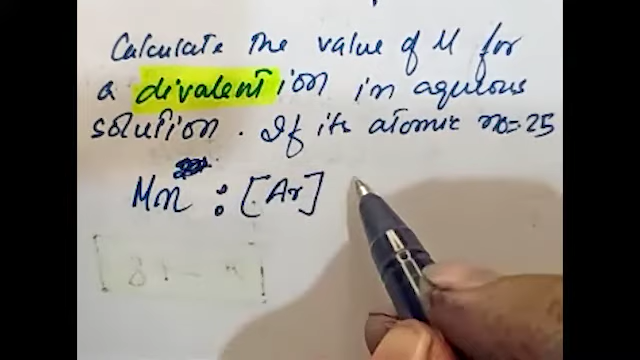 Calculate the value of μ for
a divalent ion in aqueous
solution. If its atomic no=25
Mn : [Ar]